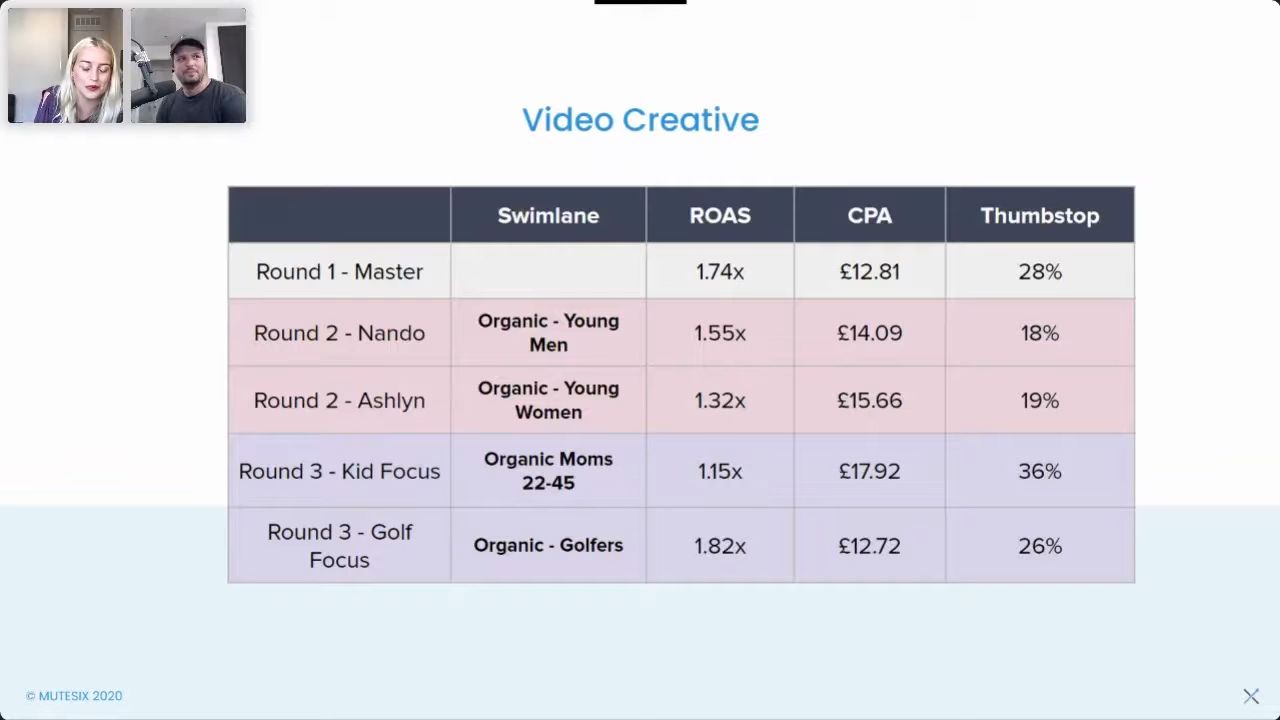 Video Creative
Swimlane ROAS CPA Thumbstop
Round 1 - Master 1.74x £12.81 28%
Round 2 - Nando Organic - Young Men 1.55x £14.09 18%
Round 2 - Ashlyn Organic - Young Women 1.32x £15.66 19%
Round 3 - Kid Focus Organic Moms 22-45 1.15x £17.92 36%
Round 3 - Golf Focus Organic - Golfers 1.82x £12.72 26%
© MUTESIX 2020